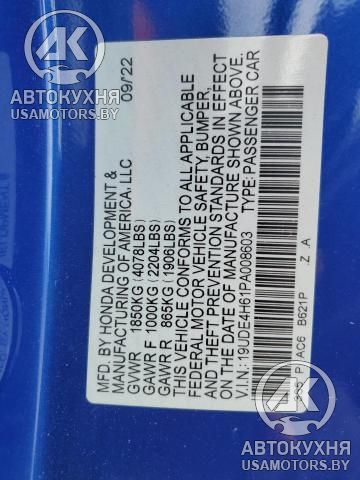 АВТОКУХНЯ
USAMOTORS.BY
MFD. BY HONDA DEVELOPMENT &
MANUFACTURING OF AMERICA, LLC 09/22
GVWR 1850KG (4078LBS)
GAWR F 1000KG (2204LBS)
GAWR R 865KG (1906LBS)
THIS VEHICLE CONFORMS TO ALL APPLICABLE
FEDERAL MOTOR VEHICLE SAFETY, BUMPER,
AND THEFT PREVENTION STANDARDS IN EFFECT
ON THE DATE OF MANUFACTURE SHOWN ABOVE.
V.I.N.: 19UDE4H61PA008603 TYPE: PASSENGER CAR
AC6 B621P .Z .A
АВТОКУХНЯ
USAMOTORS.BY